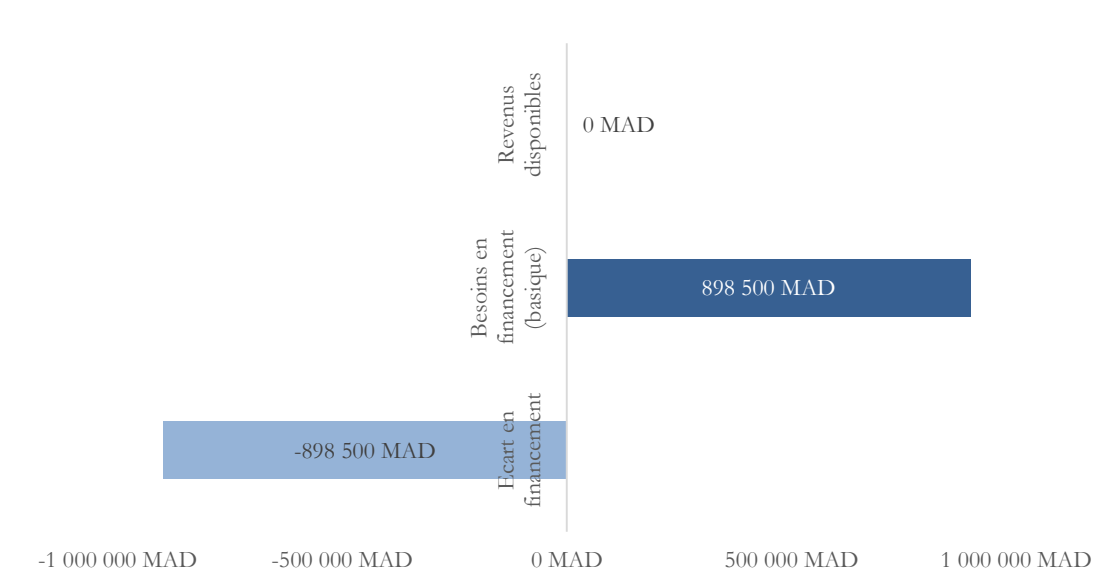 Revenus
disponibles
0 MAD
Besoins en
financement
(basique)
898 500 MAD
Ecart en
financement
-898 500 MAD
-1 000 000 MAD
-500 000 MAD
0 MAD
500 000 MAD
1 000 000 MAD